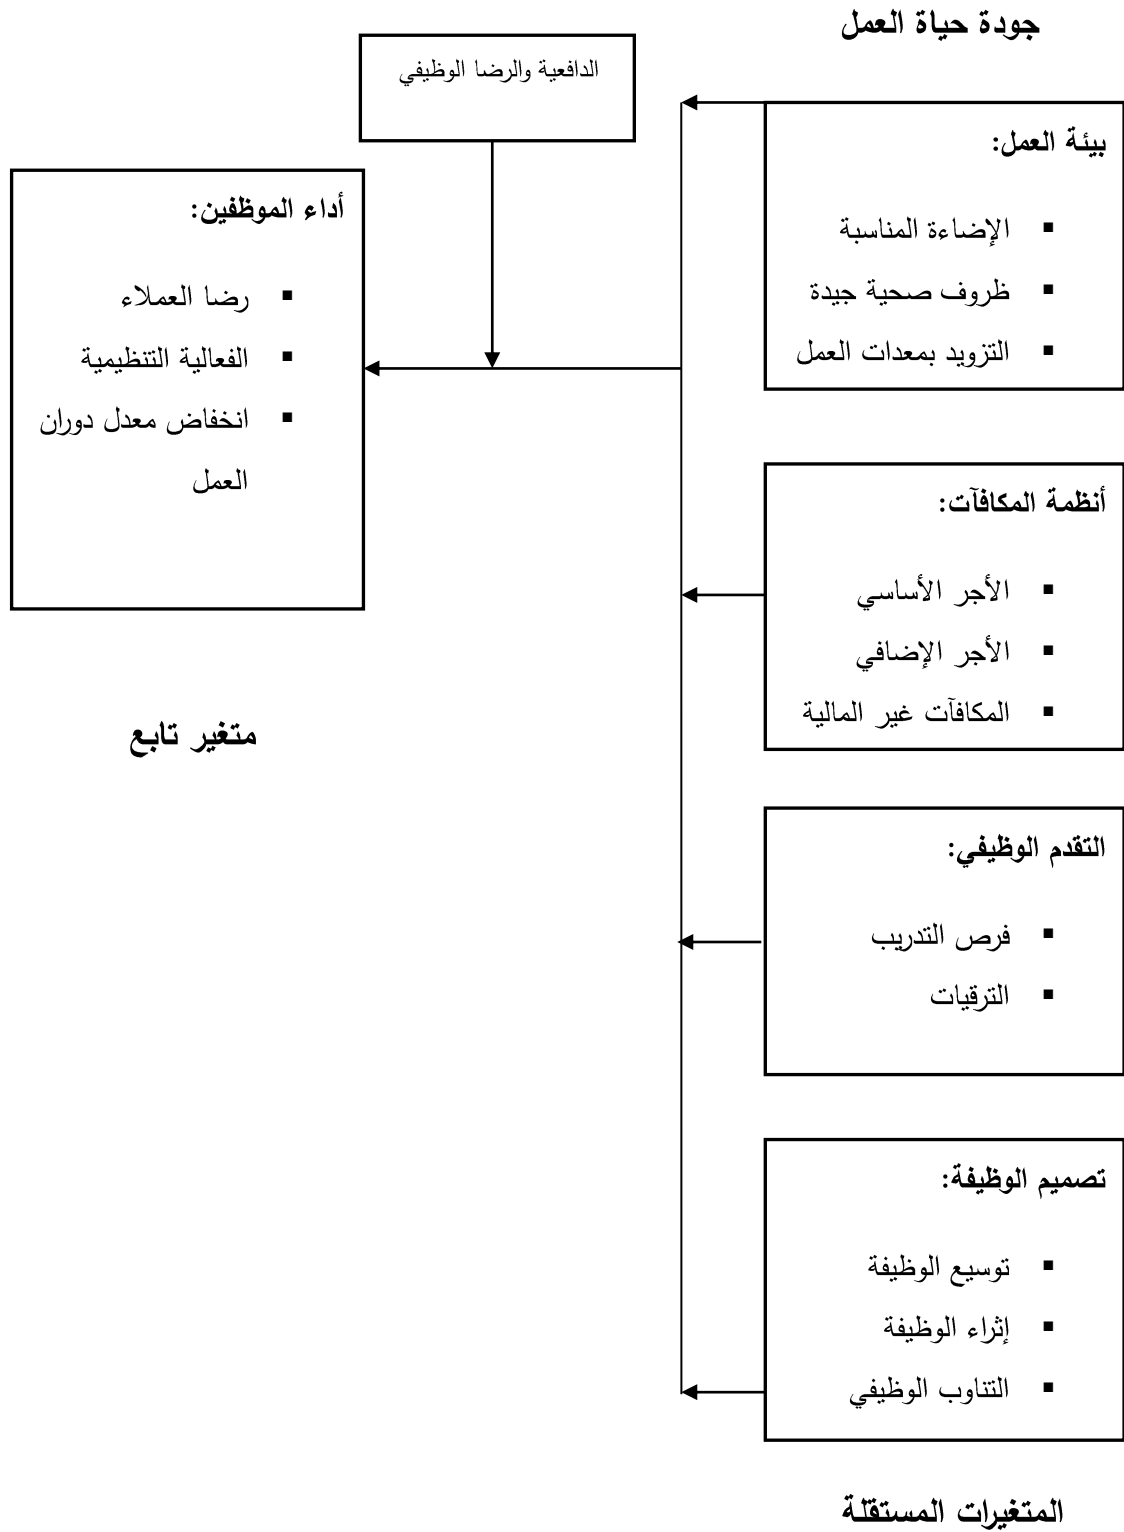 جودة حياة العمل
بيئة العمل:
▪ الإضاءة المناسبة
▪ ظروف صحية جيدة
▪ التزويد بمعدات العمل
أنظمة المكافآت:
▪ الأجر الأساسي
▪ الأجر الإضافي
▪ المكافآت غير المالية
التقدم الوظيفي:
▪ فرص التدريب
▪ الترقيات
تصميم الوظيفة:
▪ توسيع الوظيفة
▪ إثراء الوظيفة
▪ التناوب الوظيفي
المتغيرات المستقلة
الدافعية والرضا الوظيفي
أداء الموظفين:
▪ رضا العملاء
▪ الفعالية التنظيمية
▪ انخفاض معدل دوران
العمل
متغير تابع